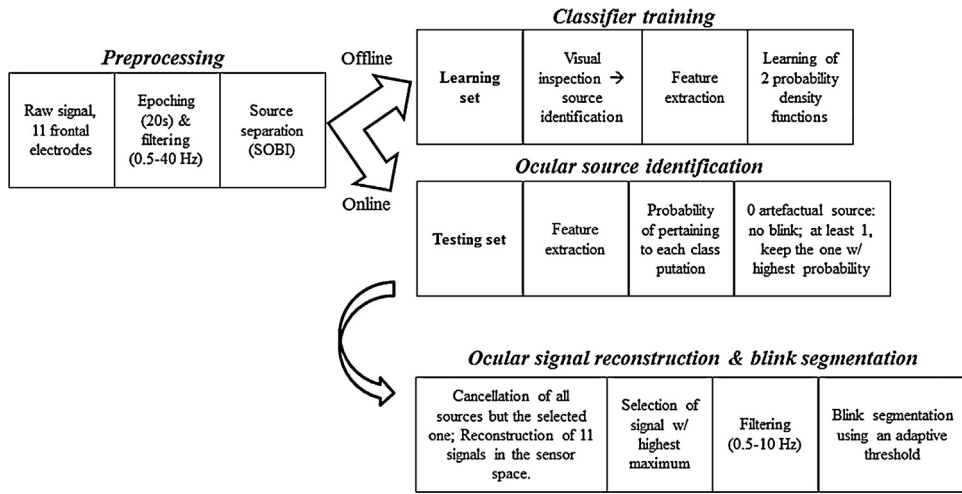 Preprocessing
Raw signal,
11 frontal
electrodes
Epoching
(20s) &
filtering
(0.5-40 Hz)
Source
separation
(SOBI)
Offline
Online
Classifier training
Learning
set
Visual
inspection →
source
identification
Feature
extraction
Learning of
2 probability
density
functions
Ocular source identification
Testing set
Feature
extraction
Probability
of pertaining
to each class
putation
0 artefactual source:
no blink; at least 1,
keep the one w/
highest probability
Ocular signal reconstruction & blink segmentation
Cancellation of all
sources but the selected
one; Reconstruction of 11
signals in the sensor
space.
Selection of
signal w/
highest
maximum
Filtering
(0.5-10 Hz)
Blink segmentation
using an adaptive
threshold